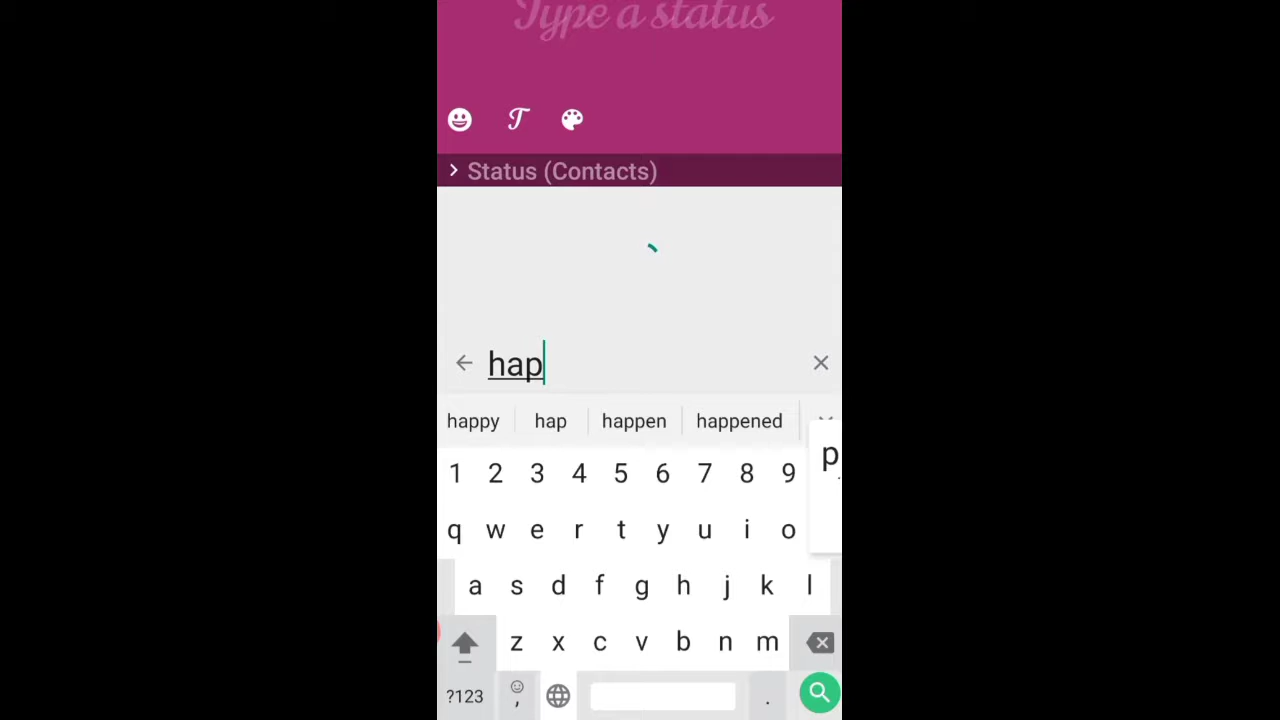 Type a status
T
Status (Contacts)
hap
happy hap happen happened
p
1 2 3 4 5 6 7 8 9
q w e r t y u i o
a s d f g h j k l
z x c v b n m
?123 , .